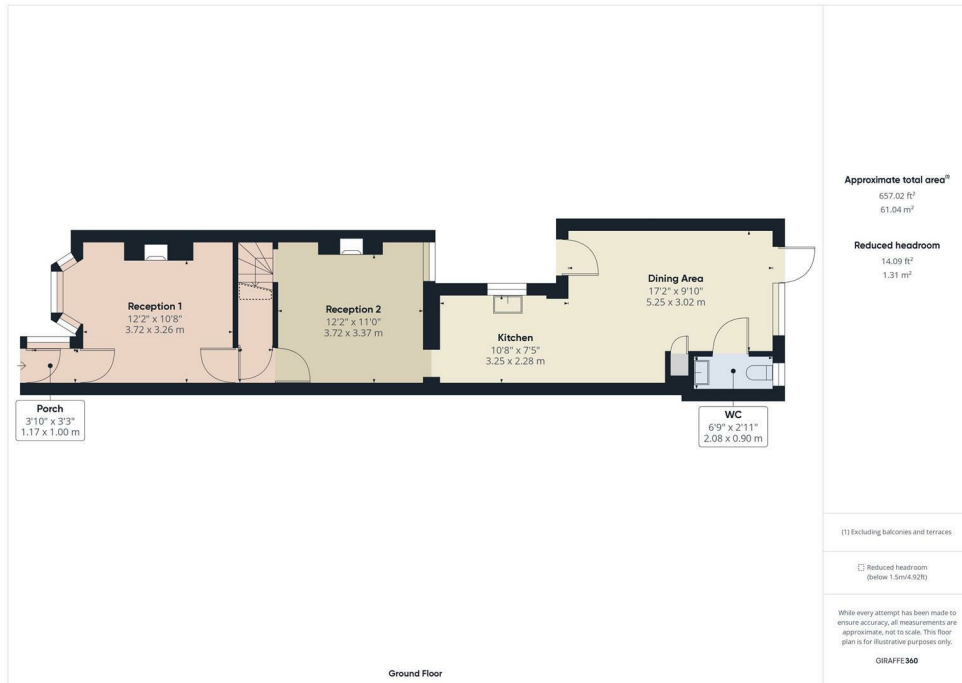 Reception 1
12'2" x 10'8"
3.72 x 3.26 m
Reception 2
12'2" x 11'0"
3.72 x 3.37 m
Kitchen
10'8" x 7'5"
3.25 x 2.28 m
Dining Area
17'2" x 9'10"
5.25 x 3.02 m
Porch
3'10" x 3'3"
1.17 x 1.00 m
WC
6'9" x 2'11"
2.08 x 0.90 m
Ground Floor
Approximate total area(1)
657.02 ft²
61.04 m²
Reduced headroom
14.09 ft²
1.31 m²
(1) Excluding balconies and terraces
Reduced headroom
(below 1.5m/4.92ft)
While every attempt has been made to
ensure accuracy, all measurements are
approximate, not to scale. This floor
plan is for illustrative purposes only.
GIRAFFE360